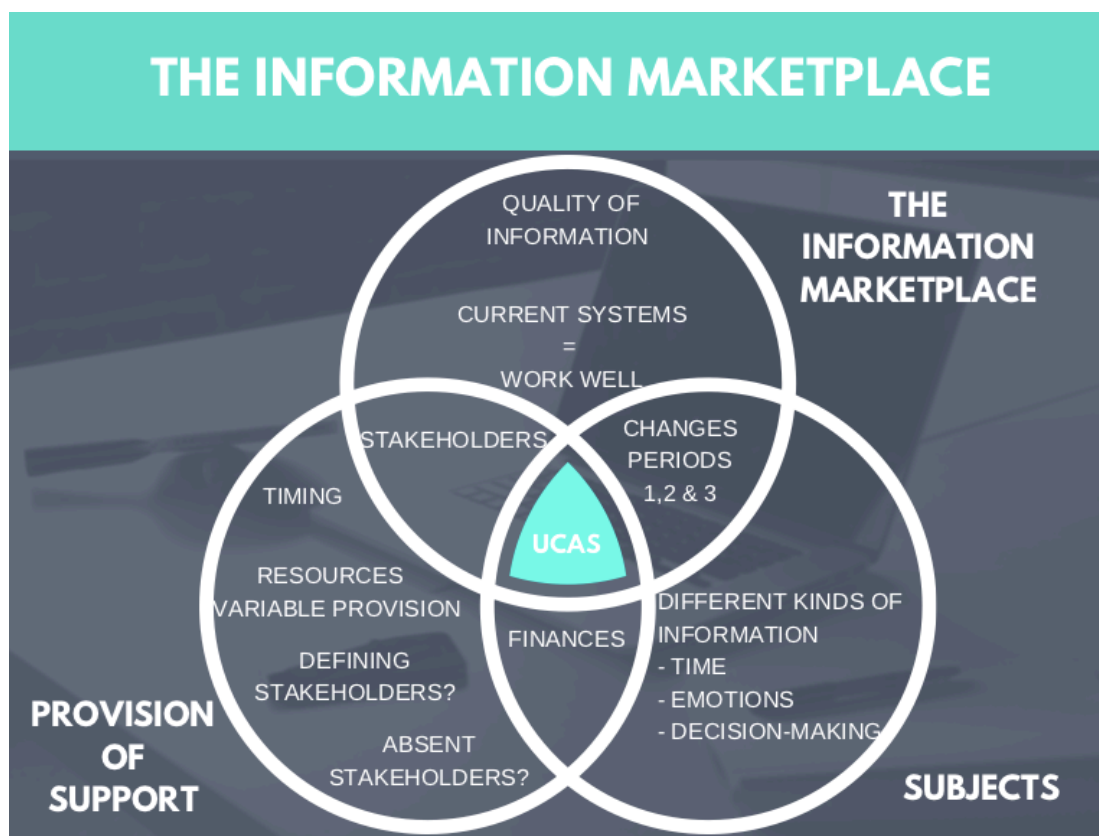 THE INFORMATION MARKETPLACE
QUALITY OF
INFORMATION
THE
INFORMATION
MARKETPLACE
CURRENT SYSTEMS
=
WORK WELL
STAKEHOLDERS
CHANGES
PERIODS
1,2 & 3
TIMING
UCAS
RESOURCES
VARIABLE PROVISION
DEFINING
STAKEHOLDERS?
ABSENT
STAKEHOLDERS?
FINANCES
DIFFERENT KINDS OF
INFORMATION
- TIME
- EMOTIONS
- DECISION-MAKING
PROVISION
OF
SUPPORT
SUBJECTS